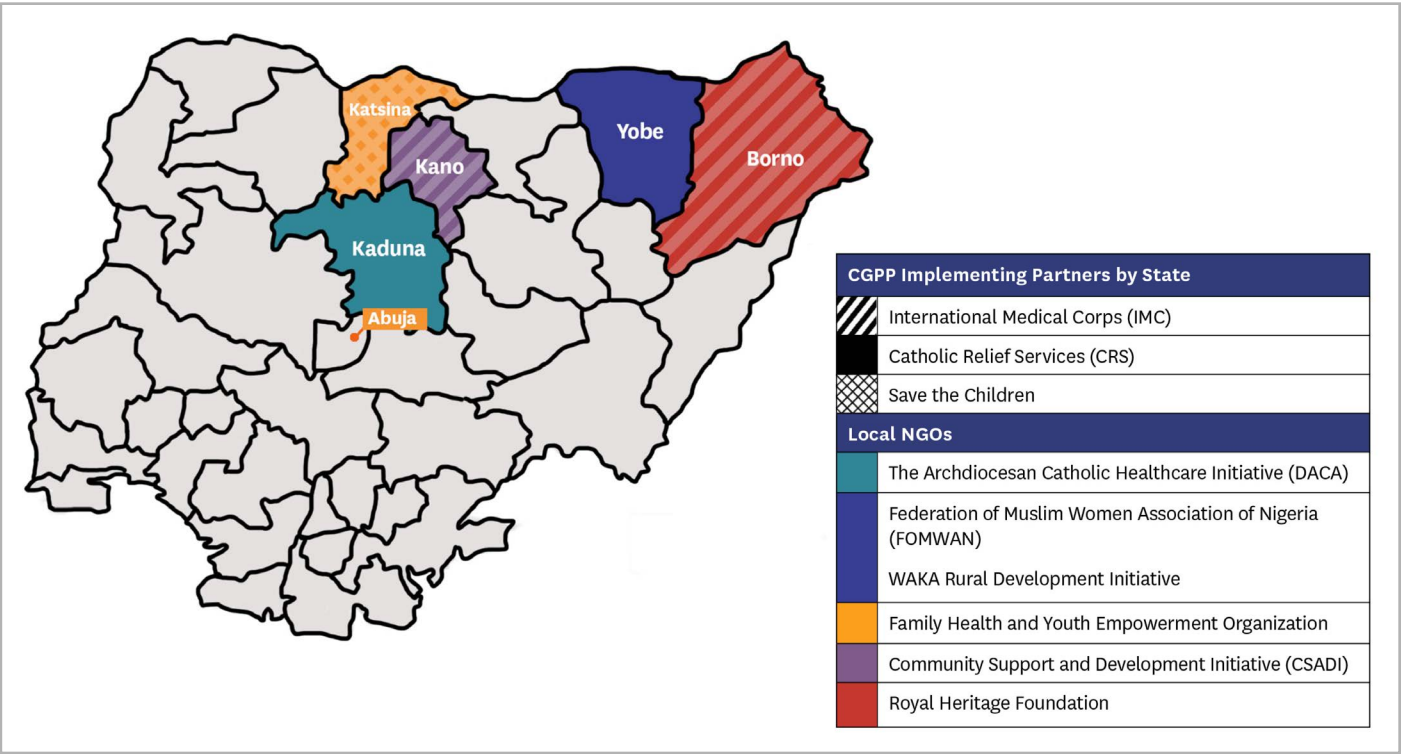 Katsina
Yobe
Kano
Borno
Kaduna
Abuja
CGPP Implementing Partners by State
International Medical Corps (IMC)
Catholic Relief Services (CRS)
Save the Children
Local NGOs
The Archdiocesan Catholic Healthcare Initiative (DACA)
Federation of Muslim Women Association of Nigeria
(FOMWAN)
WAKA Rural Development Initiative
Family Health and Youth Empowerment Organization
Community Support and Development Initiative (CSADI)
Royal Heritage Foundation